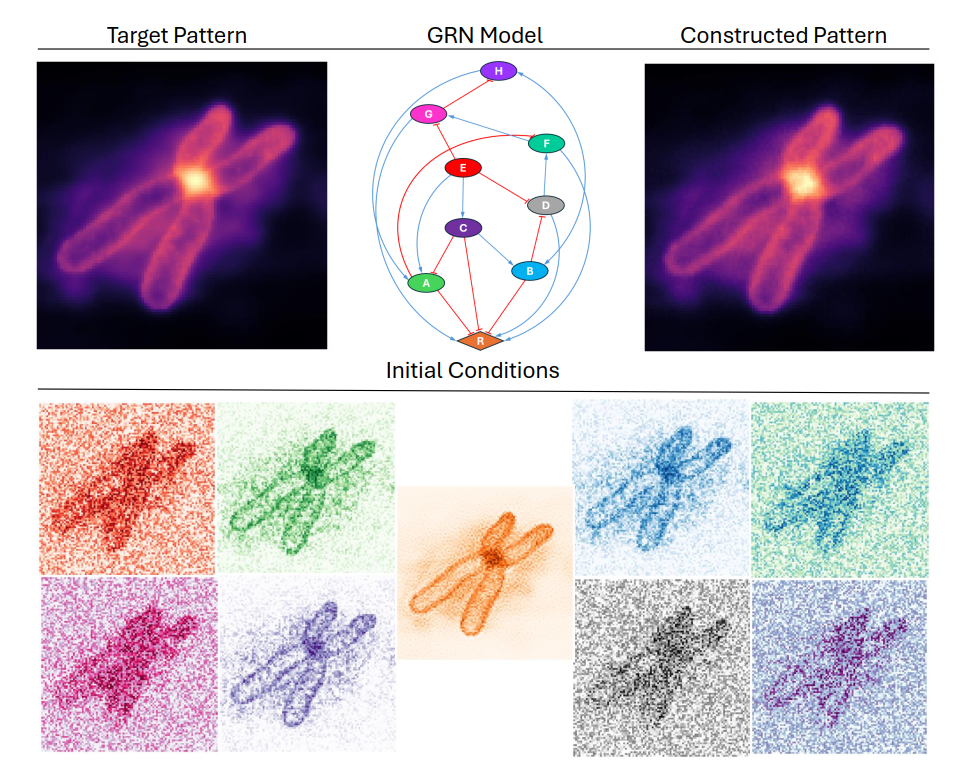 Target Pattern
GRN Model
Constructed Pattern
H
G
F
E
D
C
B
A
R
Initial Conditions